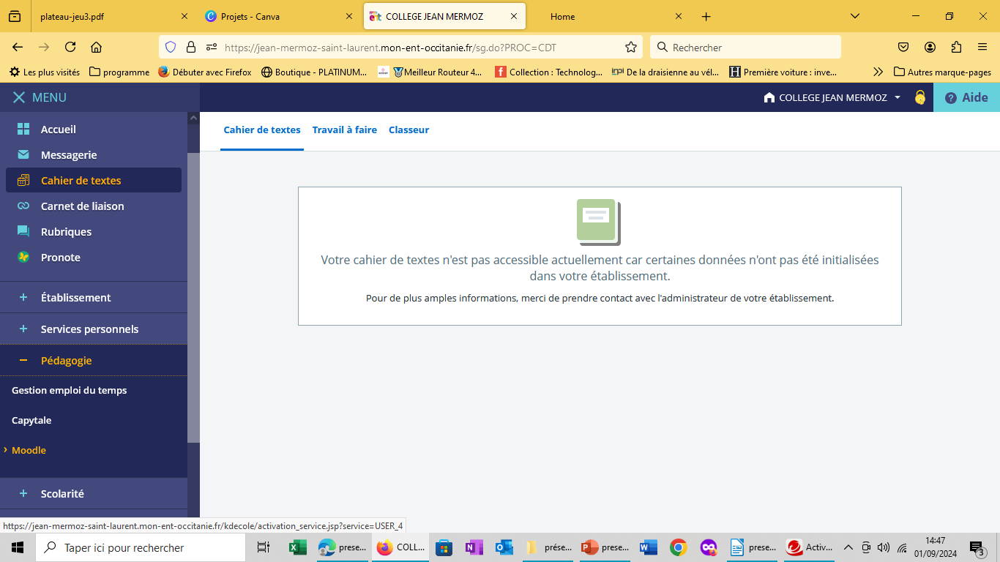 plateau-jeu3.pdf
Projets - Canva
COLLEGE JEAN MERMOZ
Home
https://jean-mermoz-saint-laurent.mon-ent-occitanie.fr/sg.do?PROC=CDT
Rechercher
Les plus visités
programme
Débuter avec Firefox
Boutique - PLATINUM...
Meilleur Routeur 4...
Collection : Technolog...
De la draisienne au vél...
Première voiture : inve...
Autres marque-pages
MENU
COLLEGE JEAN MERMOZ
Aide
Accueil
Messagerie
Cahier de textes
Carnet de liaison
Rubriques
Pronote
Établissement
Services personnels
Pédagogie
Gestion emploi du temps
Capytale
Moodle
Scolarité
Cahier de textes
Travail à faire
Classeur
Votre cahier de textes n'est pas accessible actuellement car certaines données n'ont pas été initialisées
dans votre établissement.
Pour de plus amples informations, merci de prendre contact avec l'administrateur de votre établissement.
https://jean-mermoz-saint-laurent.mon-ent-occitanie.fr/kdecole/activation_service.jsp?service=USER_4
Taper ici pour rechercher
prese...
COLL...
prése...
prese...
prese...
Activ...
14:47
01/09/2024
3